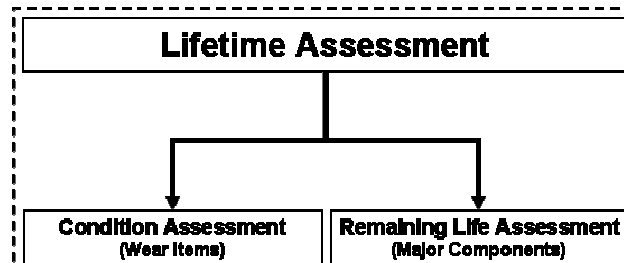 Lifetime Assessment
Condition Assessment
(Wear Items)
Remaining Life Assessment
(Major Components)